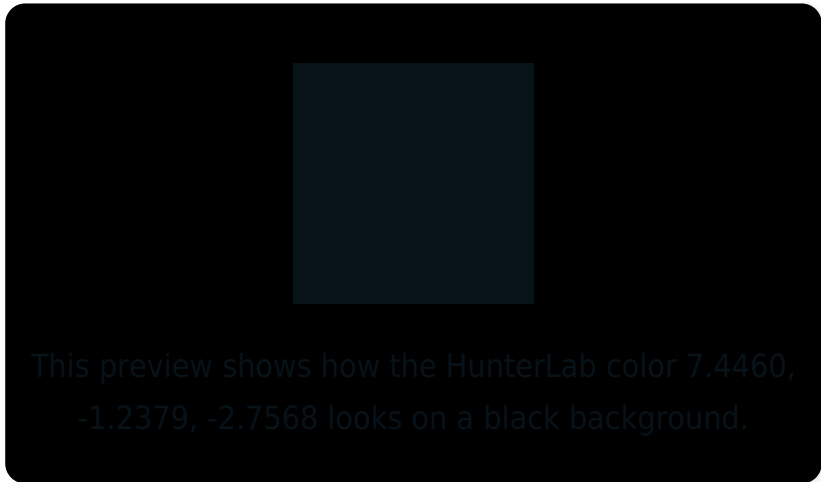 This preview shows how the HunterLab color 7.4460,
-1.2379, -2.7568 looks on a black background.